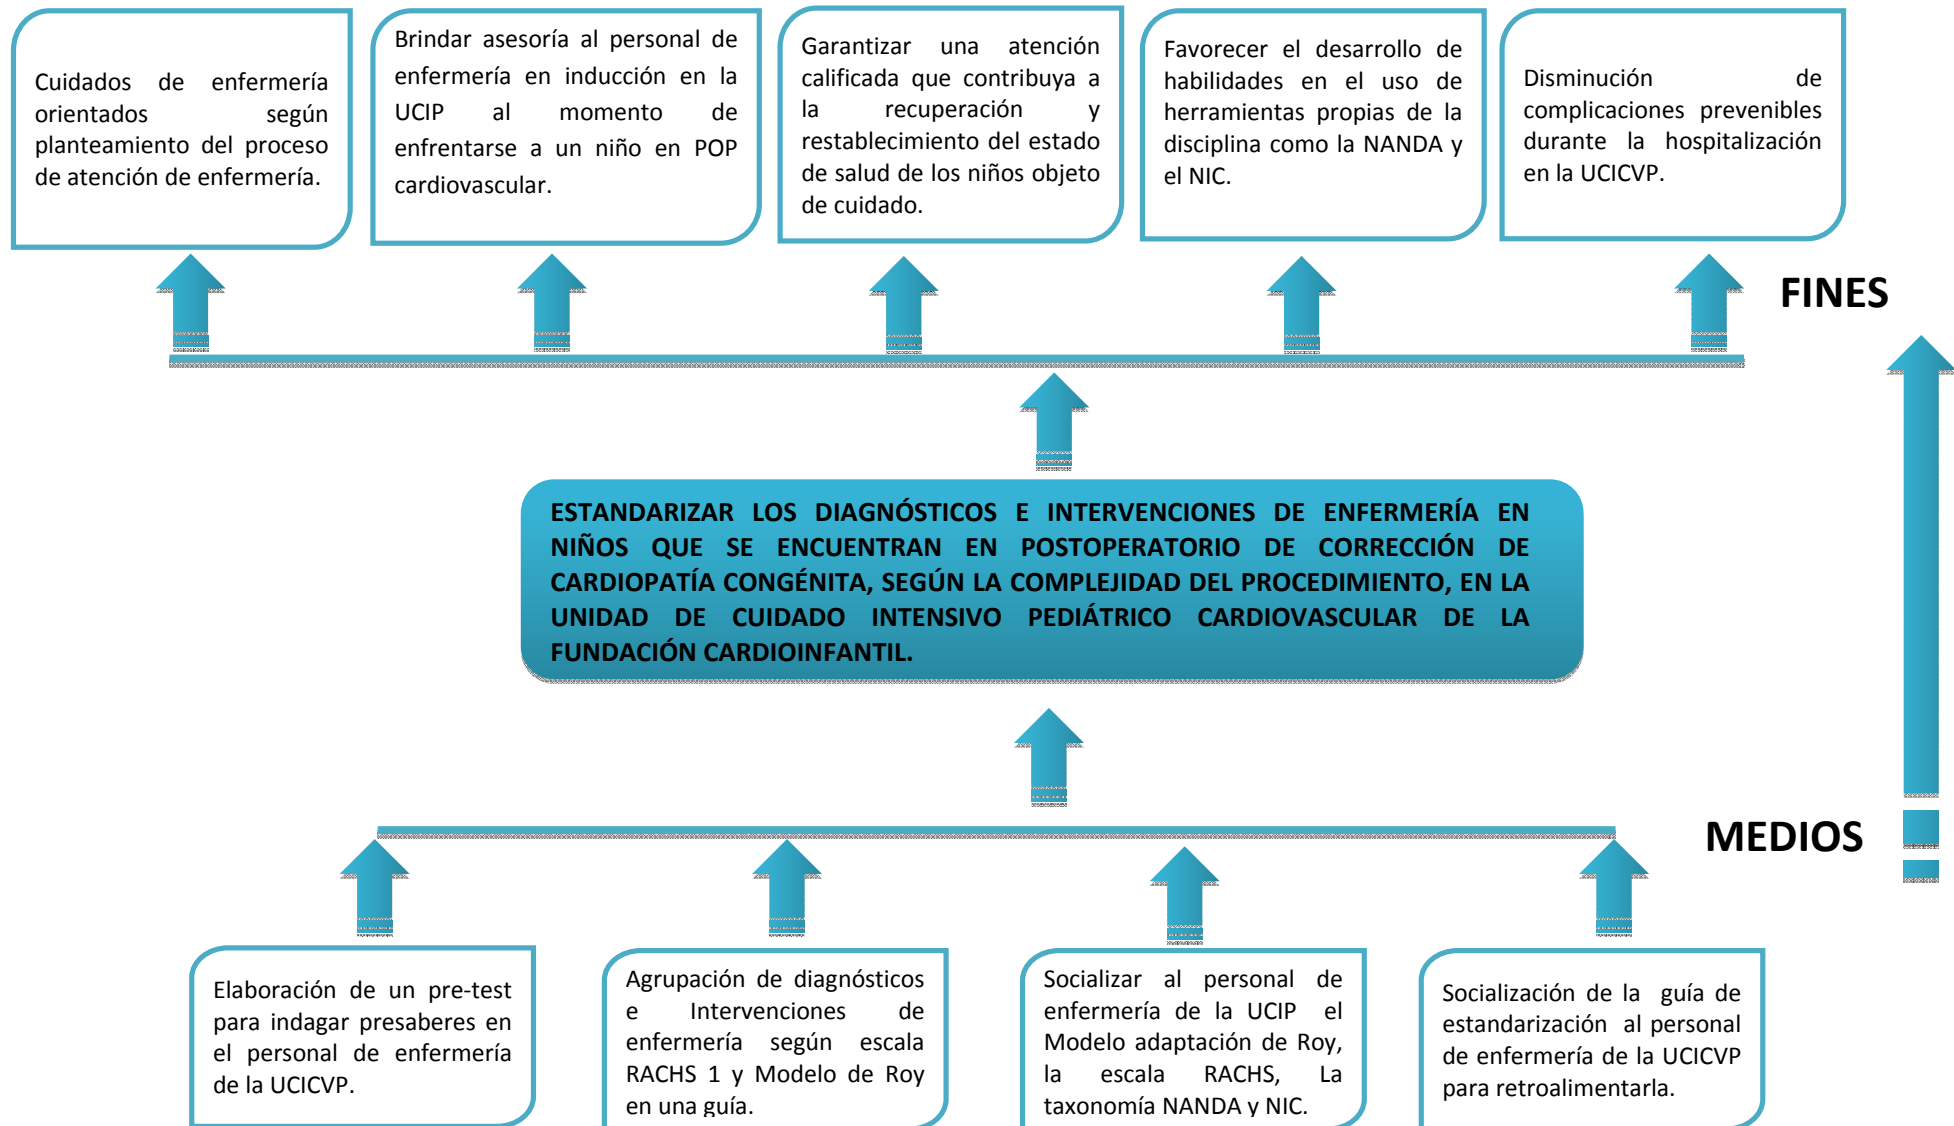 Cuidados de enfermería
orientados según
planteamiento del proceso
de atención de enfermería.
Brindar asesoría al personal de
enfermería en inducción en la
UCIP al momento de
enfrentarse a un niño en POP
cardiovascular.
Garantizar una atención
calificada que contribuya a
la recuperación y
restablecimiento del estado
de salud de los niños objeto
de cuidado.
Favorecer el desarrollo de
habilidades en el uso de
herramientas propias de la
disciplina como la NANDA y
el NIC.
Disminución de
complicaciones prevenibles
durante la hospitalización
en la UCICVP.
FINES
ESTANDARIZAR LOS DIAGNÓSTICOS E INTERVENCIONES DE ENFERMERÍA EN
NIÑOS QUE SE ENCUENTRAN EN POSTOPERATORIO DE CORRECCIÓN DE
CARDIOPATÍA CONGÉNITA, SEGÚN LA COMPLEJIDAD DEL PROCEDIMIENTO, EN LA
UNIDAD DE CUIDADO INTENSIVO PEDIÁTRICO CARDIOVASCULAR DE LA
FUNDACIÓN CARDIOINFANTIL.
MEDIOS
Elaboración de un pre-test
para indagar presaberes en
el personal de enfermería
de la UCICVP.
Agrupación de diagnósticos
e Intervenciones de
enfermería según escala
RACHS 1 y Modelo de Roy
en una guía.
Socializar al personal de
enfermería de la UCIP el
Modelo adaptación de Roy,
la escala RACHS, La
taxonomía NANDA y NIC.
Socialización de la guía de
estandarización al personal
de enfermería de la UCICVP
para retroalimentarla.